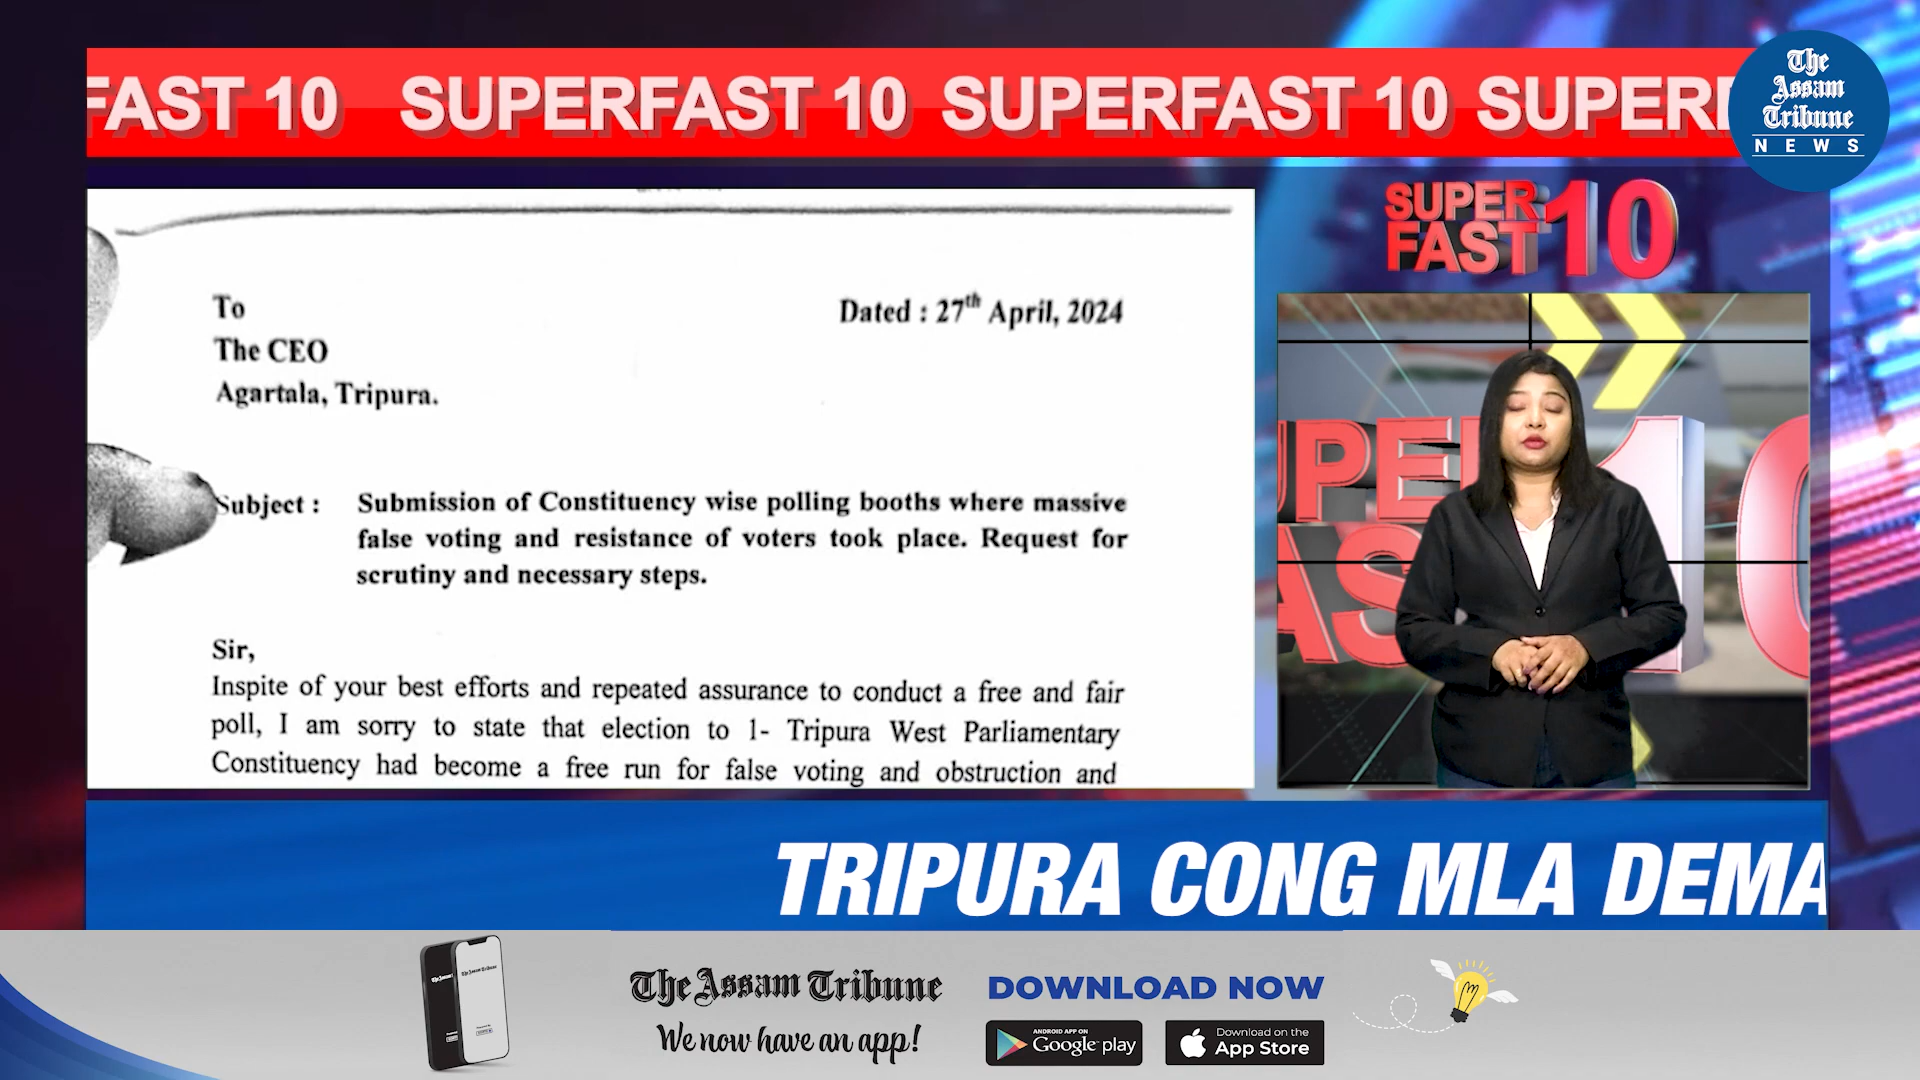 FAST 10 SUPERFAST 10 SUPERFAST 10 SUPER
The
Assam
Tribune
NEWS
SUPER
FAST 10
To
Dated : 27th April, 2024
The CEO
Agartala, Tripura.
Subject : Submission of Constituency wise polling booths where massive
false voting and resistance of voters took place. Request for
scrutiny and necessary steps.
Sir,
Inspite of your best efforts and repeated assurance to conduct a free and fair
poll, I am sorry to state that election to 1- Tripura West Parliamentary
Constituency had become a free run for false voting and obstruction and
UPE 10
AS
TRIPURA CONG MLA DEMA
The Assam Tribune
We now have an app!
DOWNLOAD NOW
ANDROID APP ON
Google play
Download on the
App Store